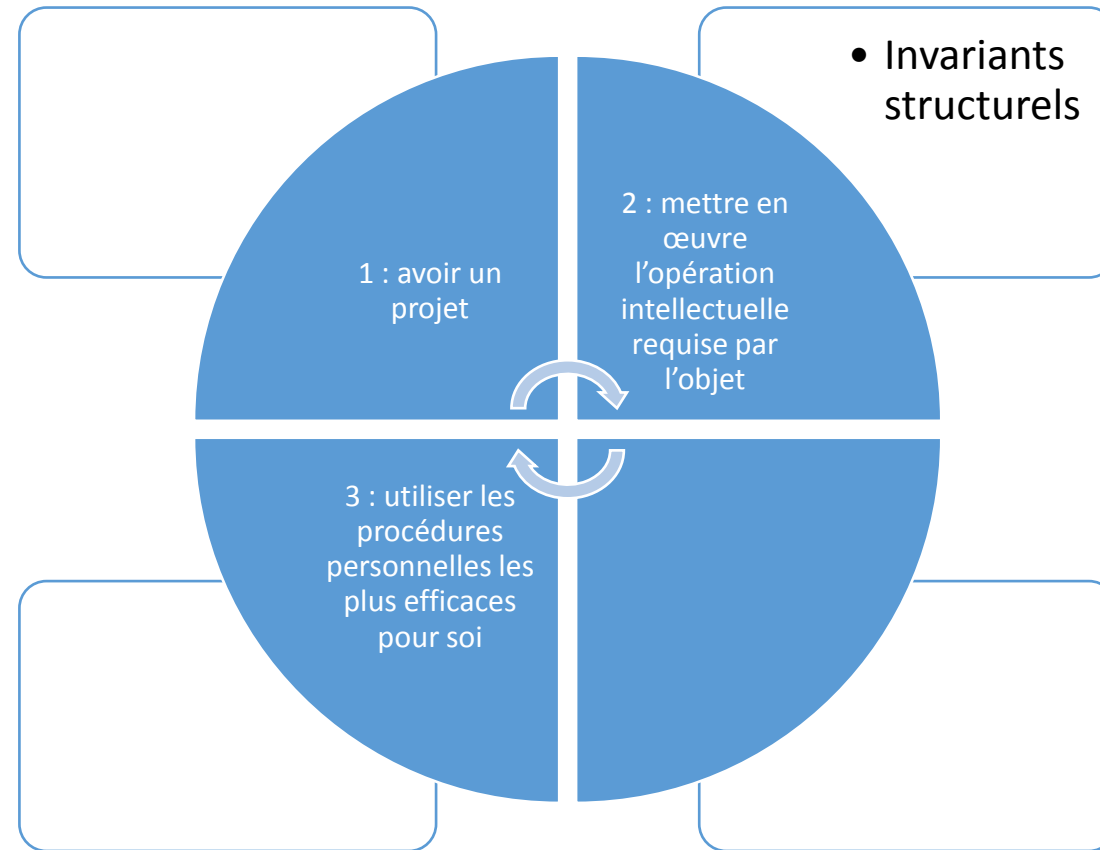 • Invariants
structurels
1 : avoir un
projet
2 : mettre en
œuvre
l’opération
intellectuelle
requise par
l’objet
3 : utiliser les
procédures
personnelles les
plus efficaces
pour soi